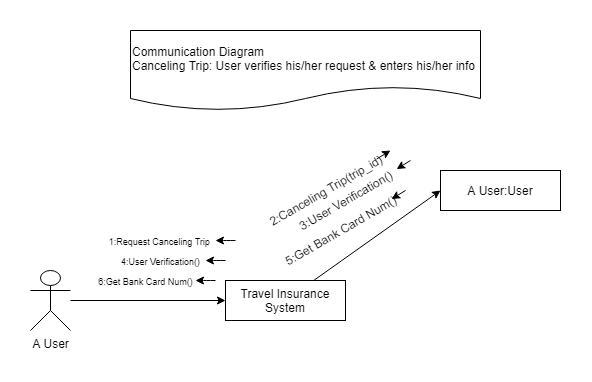 Communication Diagram
Canceling Trip: User verifies his/her request & enters his/her info
2:Canceling Trip(trip_id)
3:User Verification()
5:Get Bank Card Num()
A User:User
1:Request Canceling Trip
4:User Verification()
6:Get Bank Card Num()
Travel Insurance
System
A User